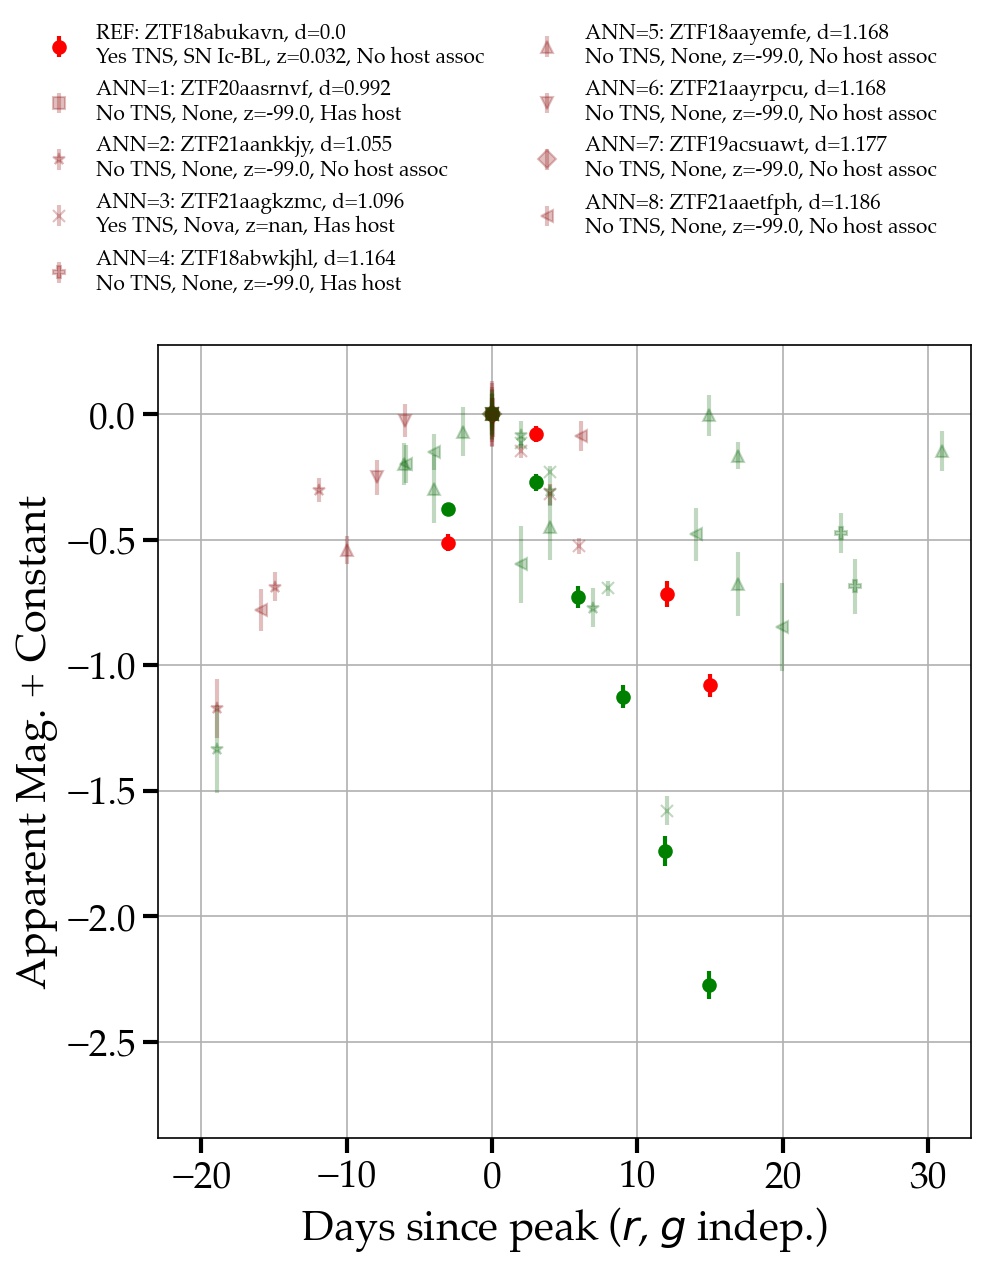 REF: ZTF18abukavn, d=0.0
Yes TNS, SN Ic-BL, z=0.032, No host assoc
ANN=1: ZTF20aasrnvf, d=0.992
No TNS, None, z=-99.0, Has host
ANN=2: ZTF21aankkjy, d=1.055
No TNS, None, z=-99.0, No host assoc
ANN=3: ZTF21aagkzmc, d=1.096
Yes TNS, Nova, z=nan, Has host
ANN=4: ZTF18abwkjhl, d=1.164
No TNS, None, z=-99.0, Has host
ANN=5: ZTF18aayemfe, d=1.168
No TNS, None, z=-99.0, No host assoc
ANN=6: ZTF21aayrpcu, d=1.168
No TNS, None, z=-99.0, No host assoc
ANN=7: ZTF19acsuawt, d=1.177
No TNS, None, z=-99.0, No host assoc
ANN=8: ZTF21aaetfph, d=1.186
No TNS, None, z=-99.0, No host assoc
Apparent Mag. + Constant
0.0
−0.5
−1.0
−1.5
−2.0
−2.5
−20 −10 0 10 20 30
Days since peak (r, g indep.)